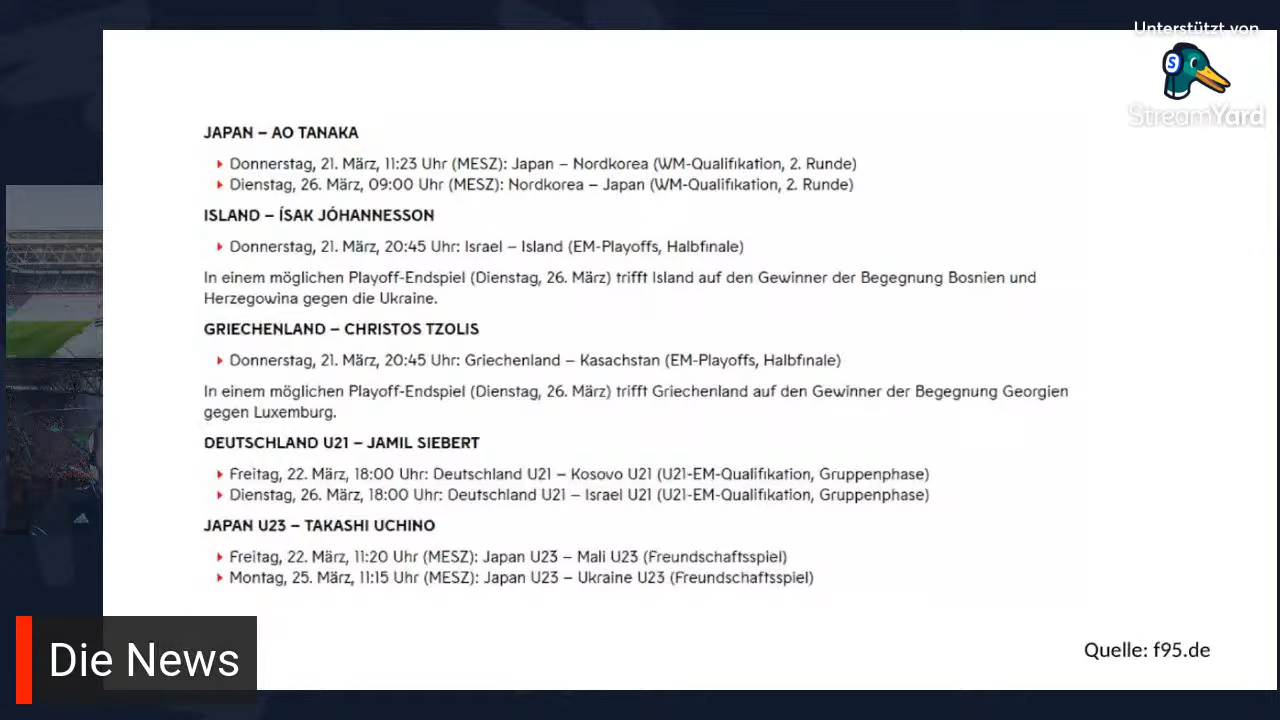 Unterstützt von
S
StreamYard
JAPAN – AO TANAKA
Donnerstag, 21. März, 11:23 Uhr (MESZ): Japan – Nordkorea (WM-Qualifikation, 2. Runde)
Dienstag, 26. März, 09:00 Uhr (MESZ): Nordkorea – Japan (WM-Qualifikation, 2. Runde)
ISLAND – ÍSAK JÓHANNESSON
Donnerstag, 21. März, 20:45 Uhr: Israel – Island (EM-Playoffs, Halbfinale)
In einem möglichen Playoff-Endspiel (Dienstag, 26. März) trifft Island auf den Gewinner der Begegnung Bosnien und
Herzegowina gegen die Ukraine.
GRIECHENLAND – CHRISTOS TZOLIS
Donnerstag, 21. März, 20:45 Uhr: Griechenland – Kasachstan (EM-Playoffs, Halbfinale)
In einem möglichen Playoff-Endspiel (Dienstag, 26. März) trifft Griechenland auf den Gewinner der Begegnung Georgien
gegen Luxemburg.
DEUTSCHLAND U21 – JAMIL SIEBERT
Freitag, 22. März, 18:00 Uhr: Deutschland U21 – Kosovo U21 (U21-EM-Qualifikation, Gruppenphase)
Dienstag, 26. März, 18:00 Uhr: Deutschland U21 – Israel U21 (U21-EM-Qualifikation, Gruppenphase)
JAPAN U23 – TAKASHI UCHINO
Freitag, 22. März, 11:20 Uhr (MESZ): Japan U23 – Mali U23 (Freundschaftsspiel)
Montag, 25. März, 11:15 Uhr (MESZ): Japan U23 – Ukraine U23 (Freundschaftsspiel)
Die News
Quelle: f95.de